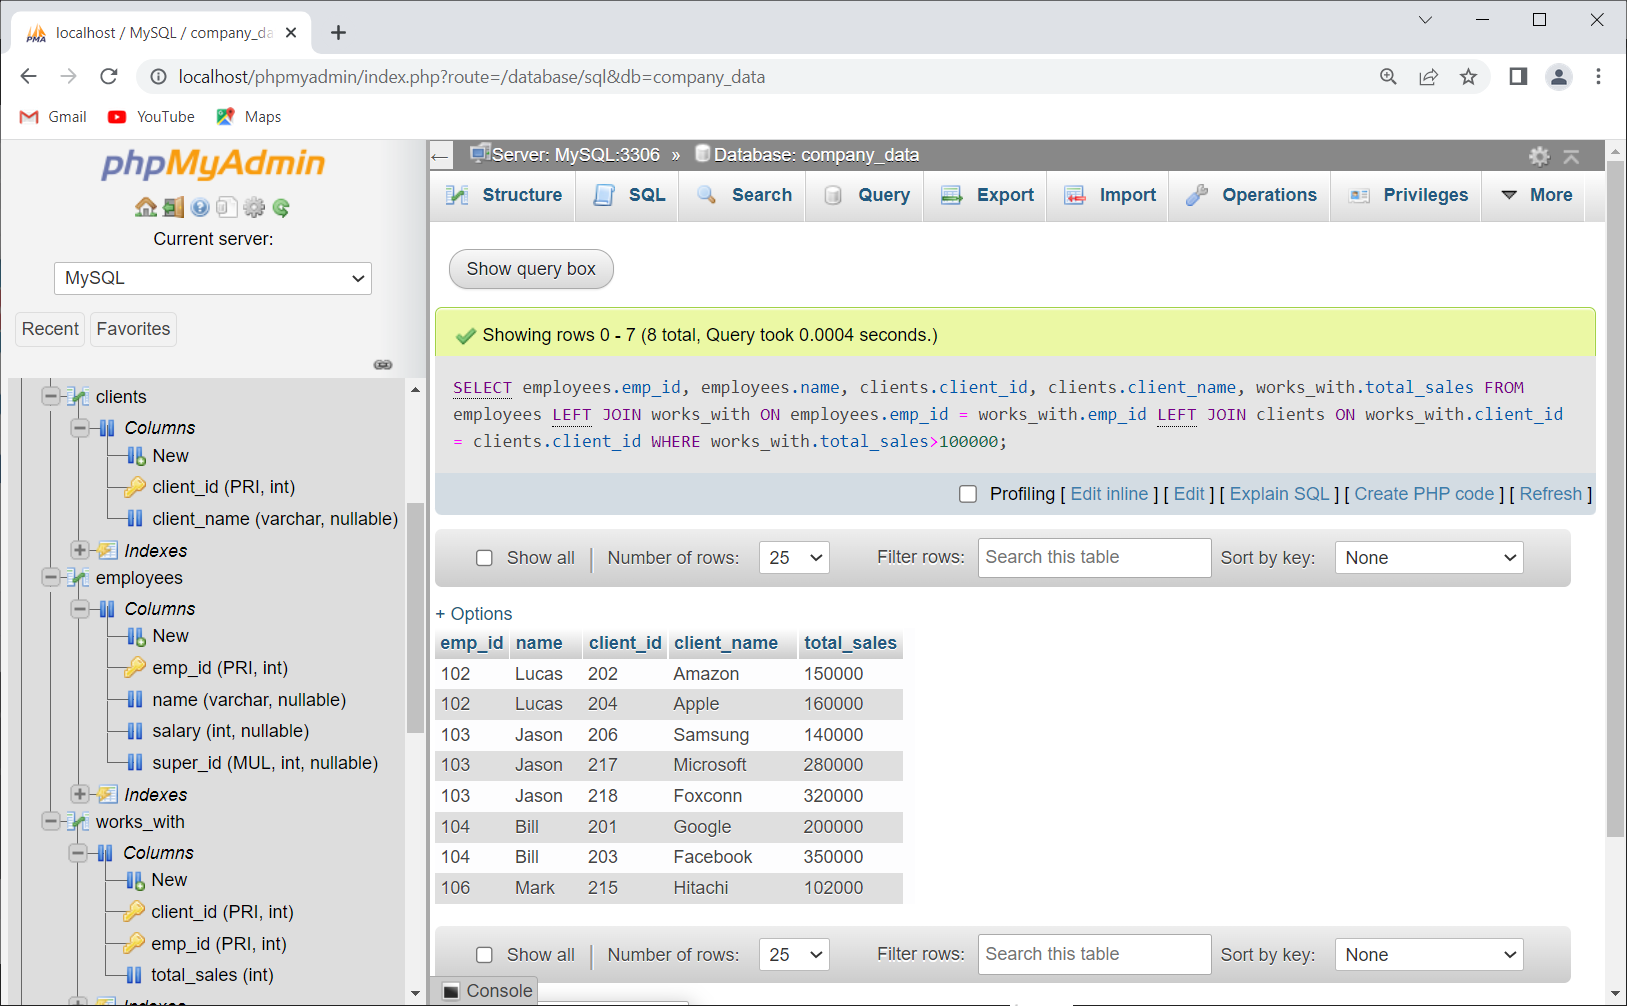 localhost / MySQL / company_da
localhost/phpmyadmin/index.php?route=/database/sql&db=company_data
Gmail YouTube Maps
phpMyAdmin
Current server:
MySQL
Recent Favorites
clients
Columns
New
client_id (PRI, int)
client_name (varchar, nullable)
Indexes
employees
Columns
New
emp_id (PRI, int)
name (varchar, nullable)
salary (int, nullable)
super_id (MUL, int, nullable)
Indexes
works_with
Columns
New
client_id (PRI, int)
emp_id (PRI, int)
total_sales (int)
Indexes
Server: MySQL:3306 » Database: company_data
Structure SQL Search Query Export Import Operations Privileges More
Show query box
Showing rows 0 - 7 (8 total, Query took 0.0004 seconds.)
SELECT employees.emp_id, employees.name, clients.client_id, clients.client_name, works_with.total_sales FROM
employees LEFT JOIN works_with ON employees.emp_id = works_with.emp_id LEFT JOIN clients ON works_with.client_id
= clients.client_id WHERE works_with.total_sales>100000;
Profiling [ Edit inline ] [ Edit ] [ Explain SQL ] [ Create PHP code ] [ Refresh ]
Show all | Number of rows: 25 Filter rows: Search this table Sort by key: None
+ Options
emp_id name client_id client_name total_sales
102 Lucas 202 Amazon 150000
102 Lucas 204 Apple 160000
103 Jason 206 Samsung 140000
103 Jason 217 Microsoft 280000
103 Jason 218 Foxconn 320000
104 Bill 201 Google 200000
104 Bill 203 Facebook 350000
106 Mark 215 Hitachi 102000
Show all | Number of rows: 25 Filter rows: Search this table Sort by key: None
Console